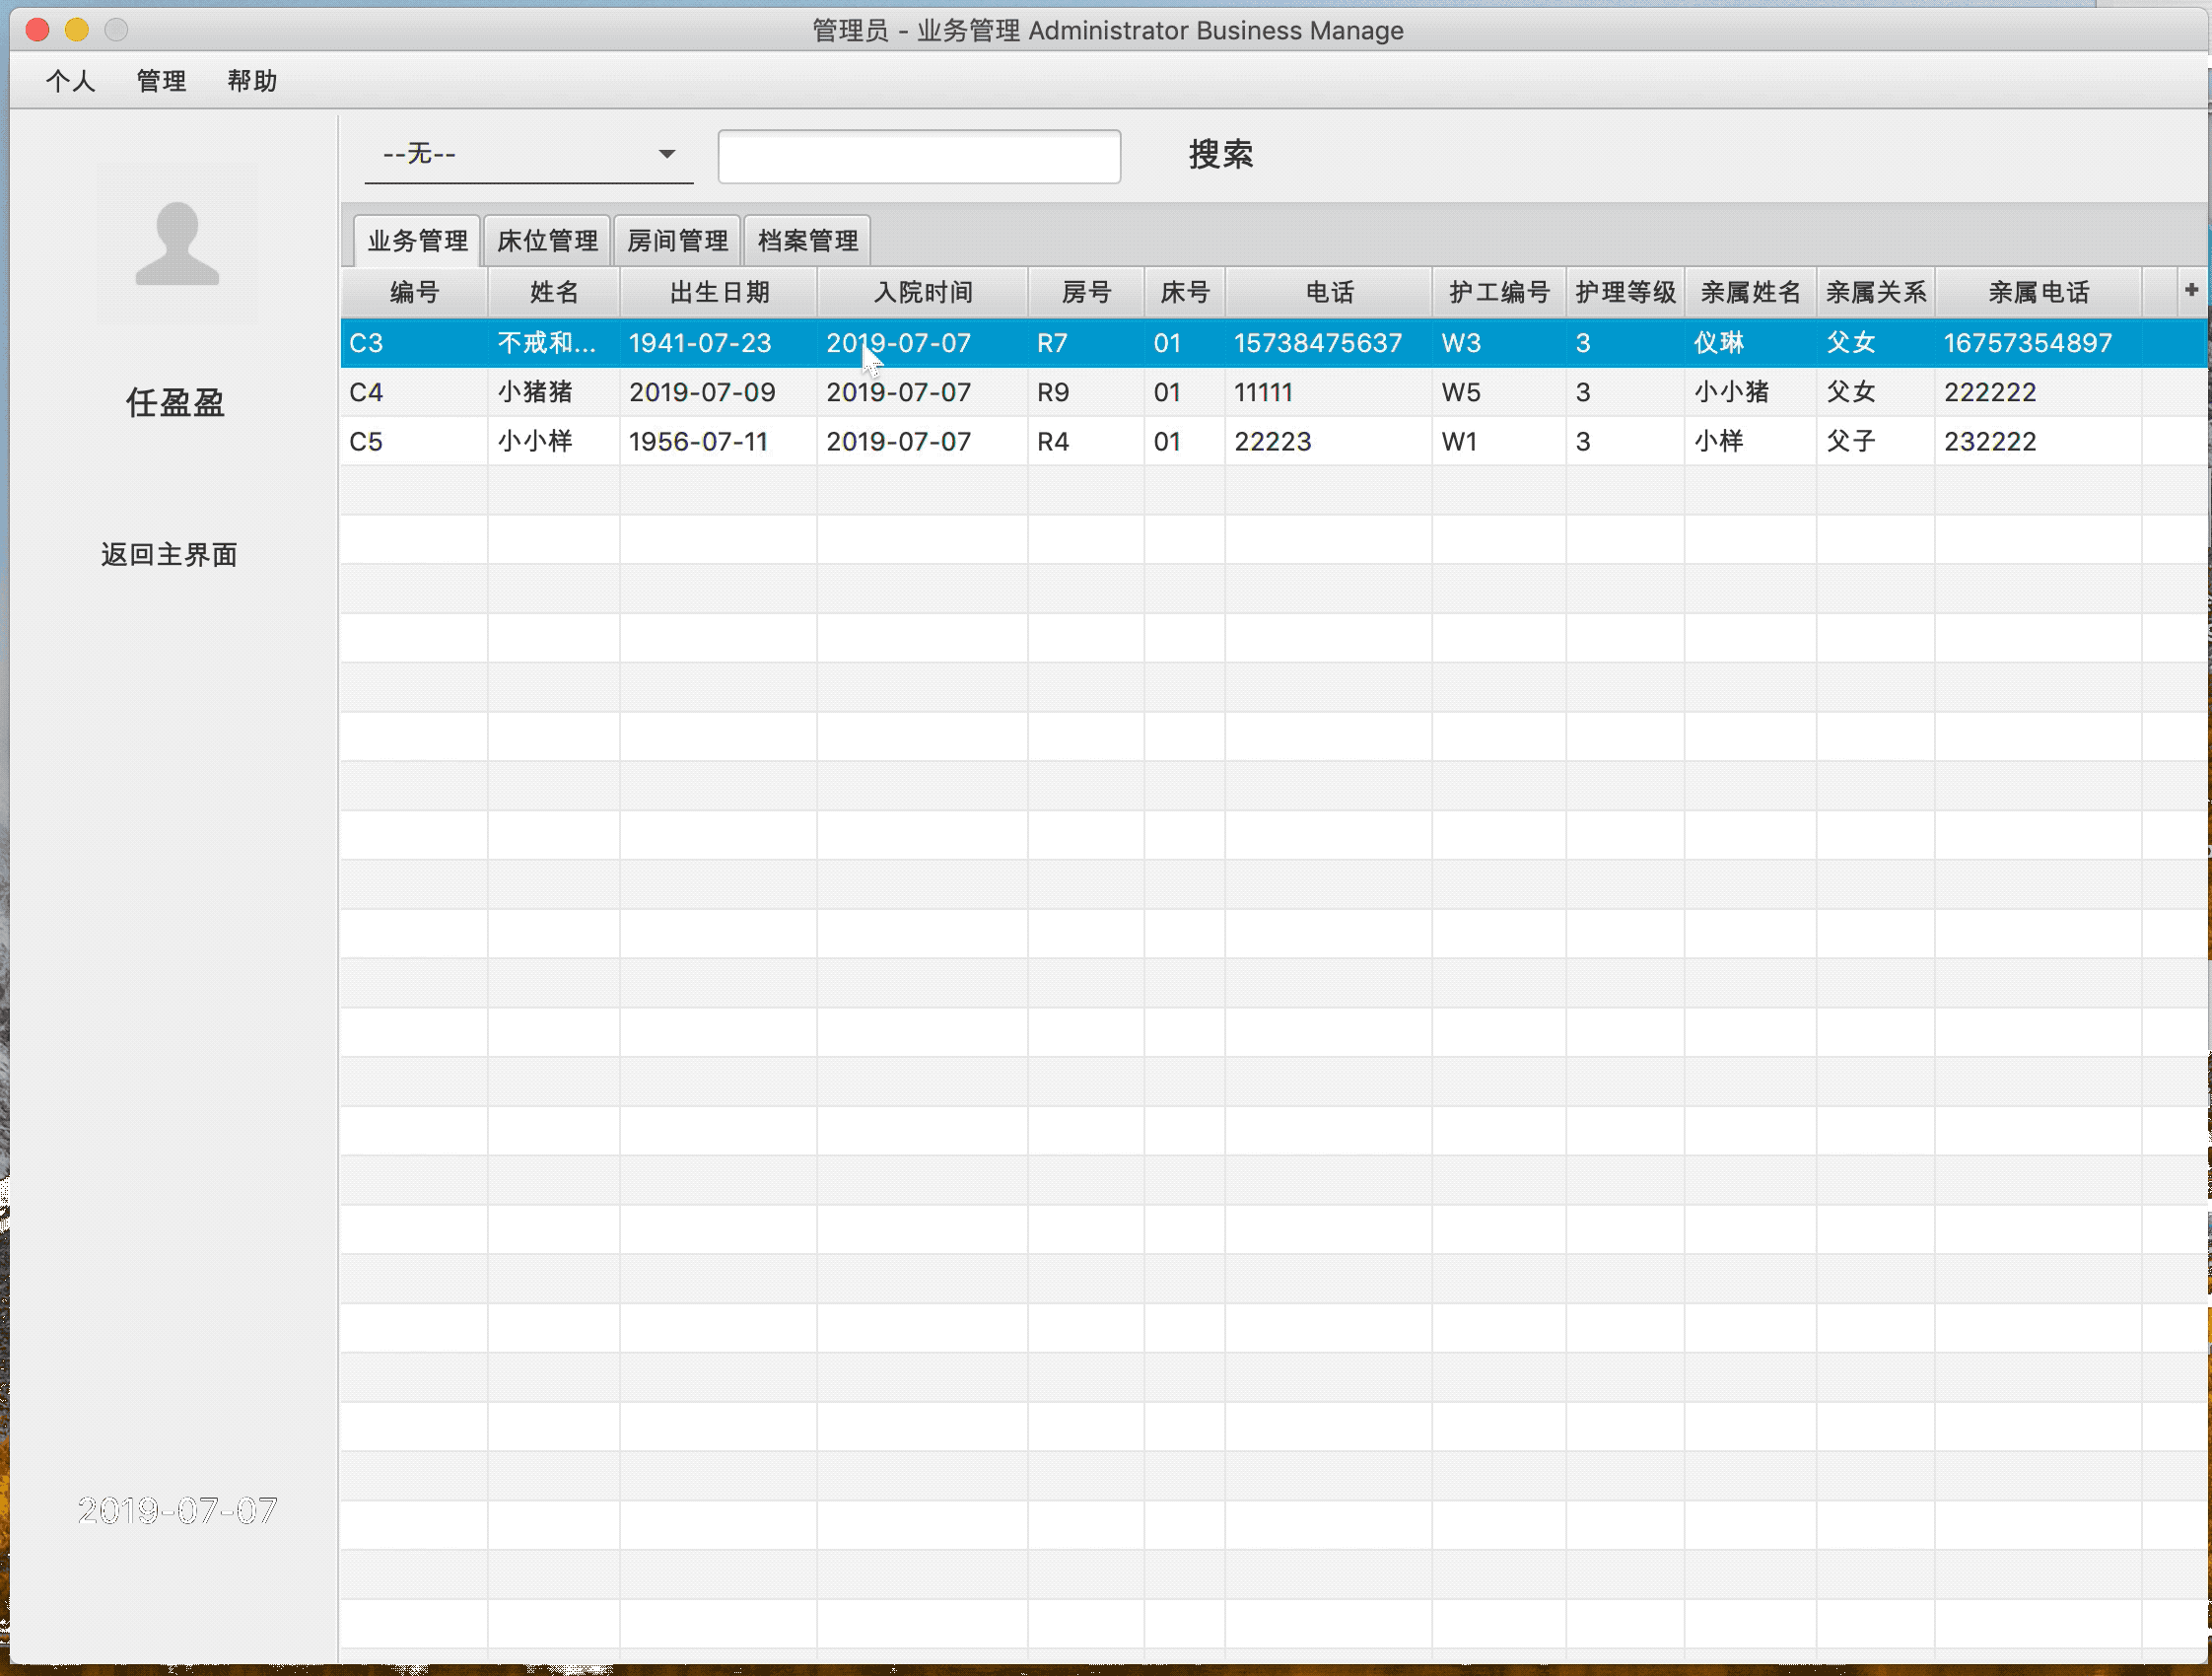 管理员 - 业务管理 Administrator Business Manage
个人 管理 帮助
--无-- 搜索
任盈盈
返回主界面
2019-07-07
业务管理 床位管理 房间管理 档案管理
编号 姓名 出生日期 入院时间 房号 床号 电话 护工编号 护理等级 亲属姓名 亲属关系 亲属电话 +
C3 不戒和... 1941-07-23 2019-07-07 R7 01 15738475637 W3 3 仪琳 父女 16757354897
C4 小猪猪 2019-07-09 2019-07-07 R9 01 11111 W5 3 小小猪 父女 222222
C5 小小样 1956-07-11 2019-07-07 R4 01 22223 W1 3 小样 父子 232222